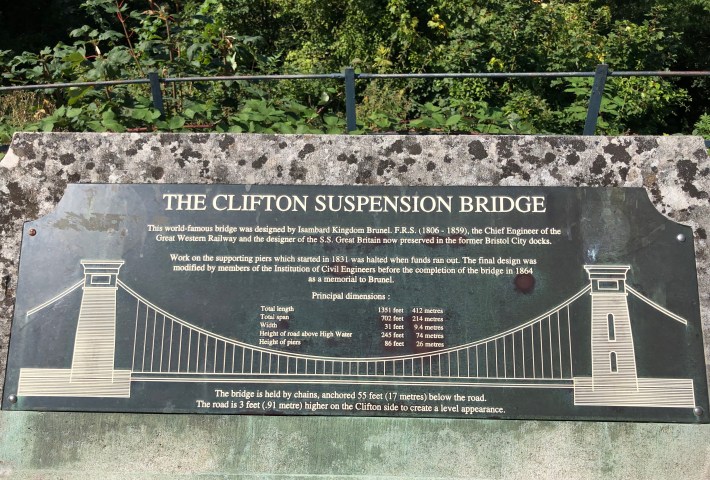 THE CLIFTON SUSPENSION BRIDGE
This world-famous bridge was designed by Isambard Kingdom Brunel. F.R.S. (1806 - 1859), the Chief Engineer of the
Great Western Railway and the designer of the S.S. Great Britain now preserved in the former Bristol City docks.
Work on the supporting piers which started in 1831 was halted when funds ran out. The final design was
modified by members of the Institution of Civil Engineers before the completion of the bridge in 1864
as a memorial to Brunel.
Principal dimensions :
Total length 1351 feet 412 metres
Total span 702 feet 214 metres
Width 31 feet 9.4 metres
Height of road above High Water 245 feet 74 metres
Height of piers 86 feet 26 metres
The bridge is held by chains, anchored 55 feet (17 metres) below the road.
The road is 3 feet (.91 metre) higher on the Clifton side to create a level appearance.